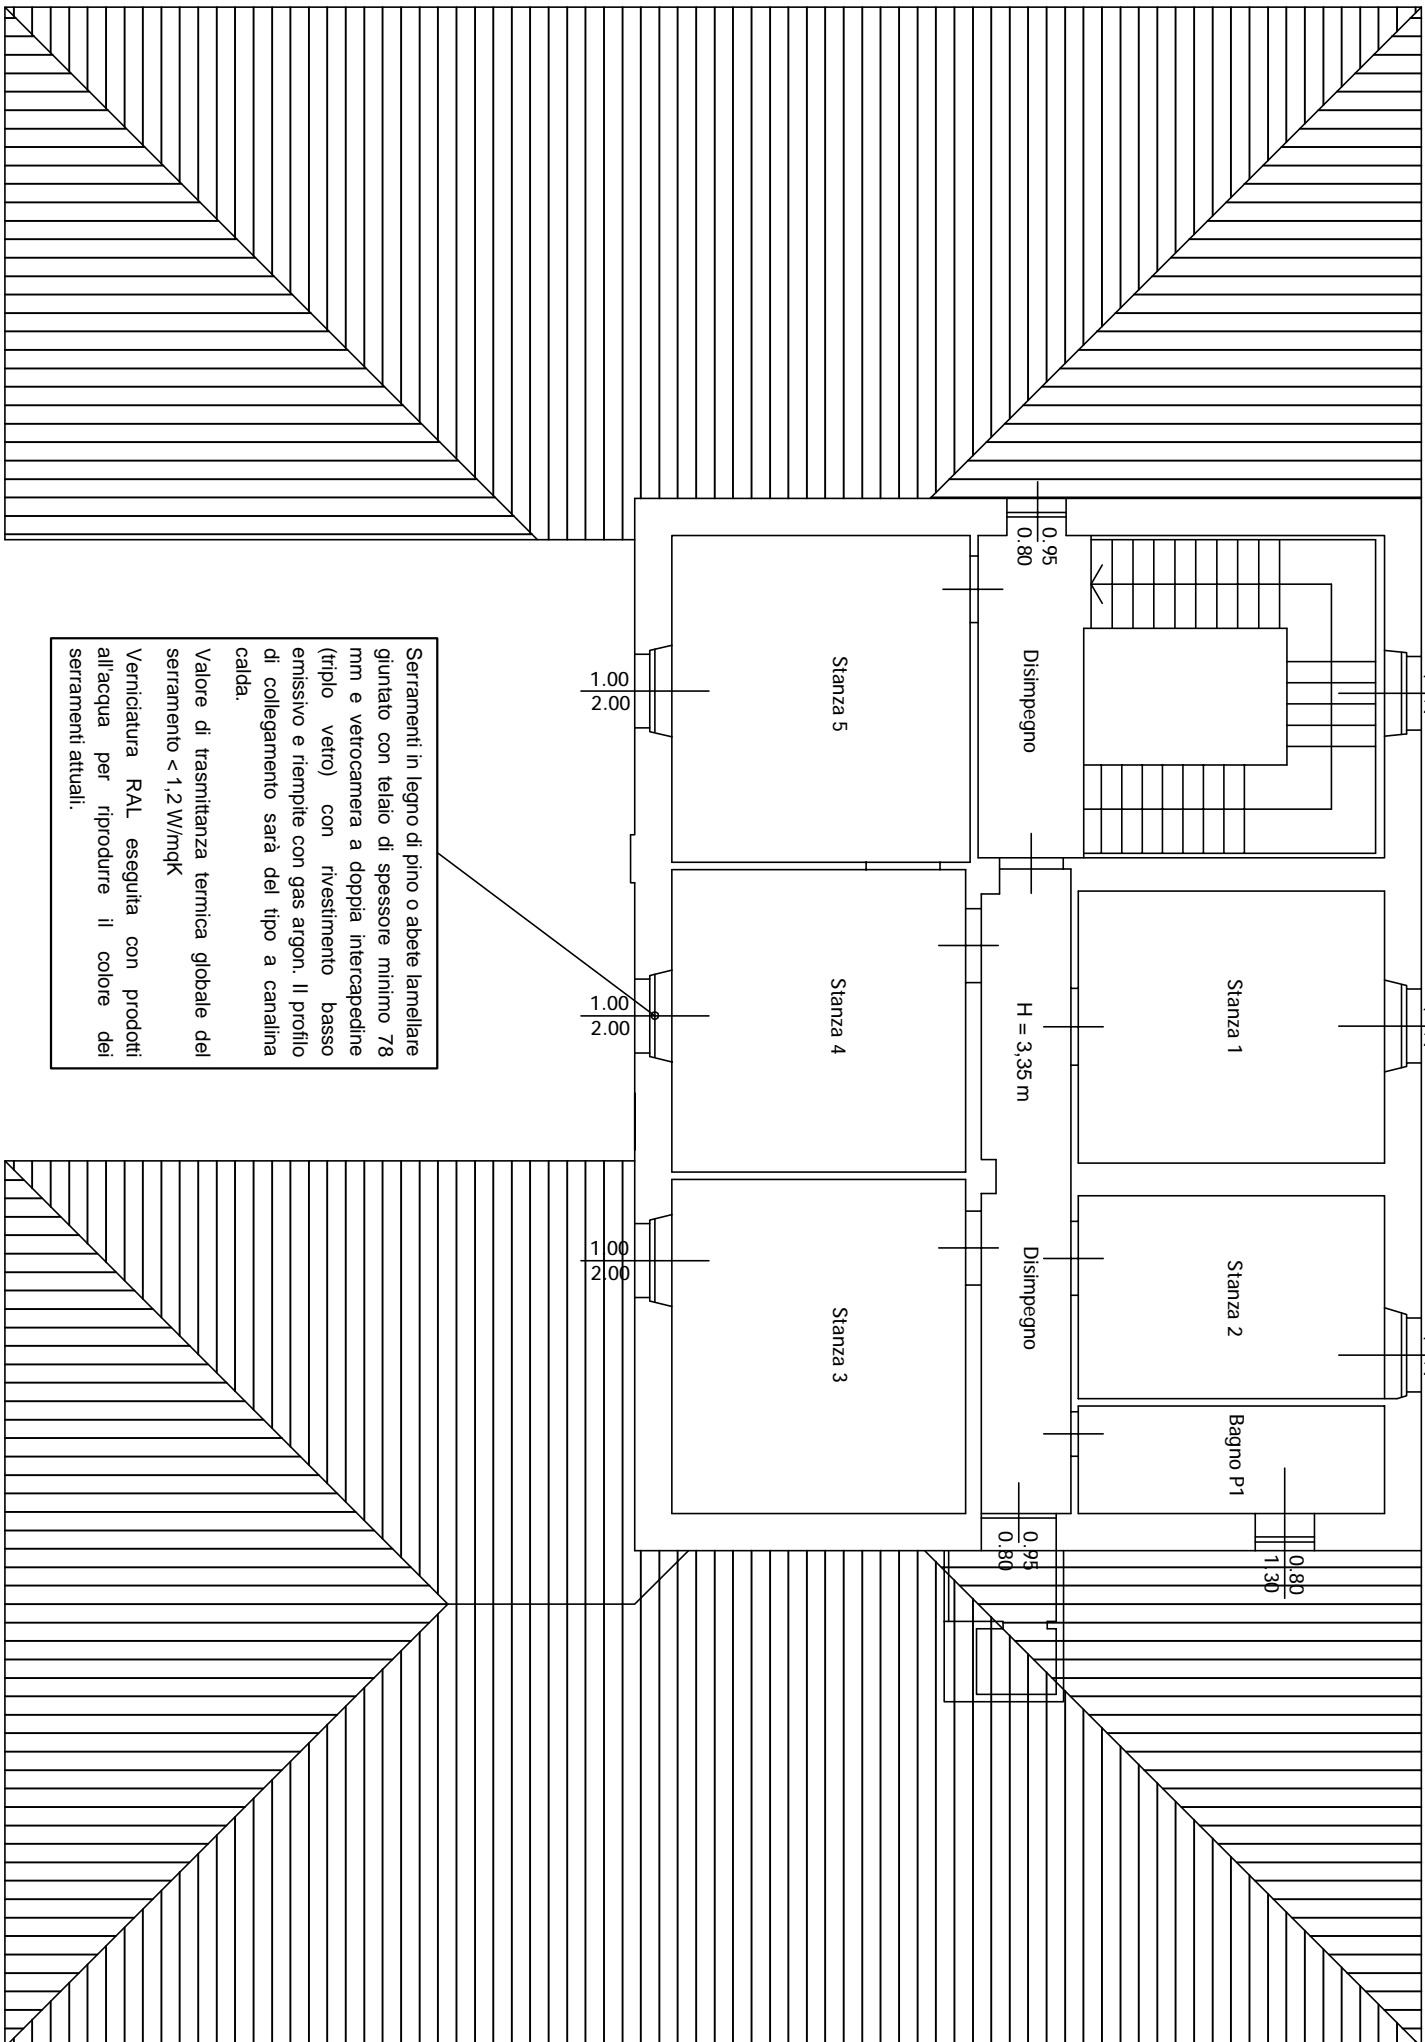 Stanza 1
Stanza 2
Bagno P1
0.80
1.30
0.95
0.80
Disimpegno
H = 3,35 m
Disimpegno
0.95
0.80
Stanza 5
Stanza 4
Stanza 3
1.00
2.00
1.00
2.00
1.00
2.00
Serramenti in legno di pino o abete lamellare
giuntato con telaio di spessore minimo 78
mm e vetrocamera a doppia intercapedine
(triplo vetro) con rivestimento basso
emissivo e riempite con gas argon. Il profilo
di collegamento sarà del tipo a canalina
calda.
Valore di trasmittanza termica globale del
serramento < 1,2 W/mqK
Verniciatura RAL eseguita con prodotti
all'acqua per riprodurre il colore dei
serramenti attuali.